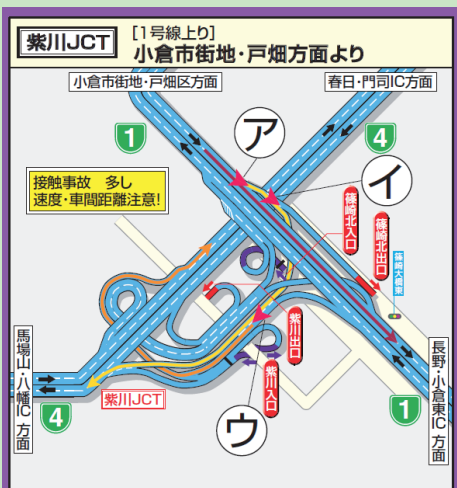 紫川JCT
[1号線上り]
小倉市街地・戸畑方面より
小倉市街地・戸畑区方面
春日・門司IC方面
1
ア
4
イ
接触事故 多し
速度・車間距離注意!
篠崎北入口
篠崎北出口
篠崎大橋東
紫川出口
紫川入口
馬場山・八幡IC方面
紫川JCT
4
ウ
1
長野・小倉東IC方面